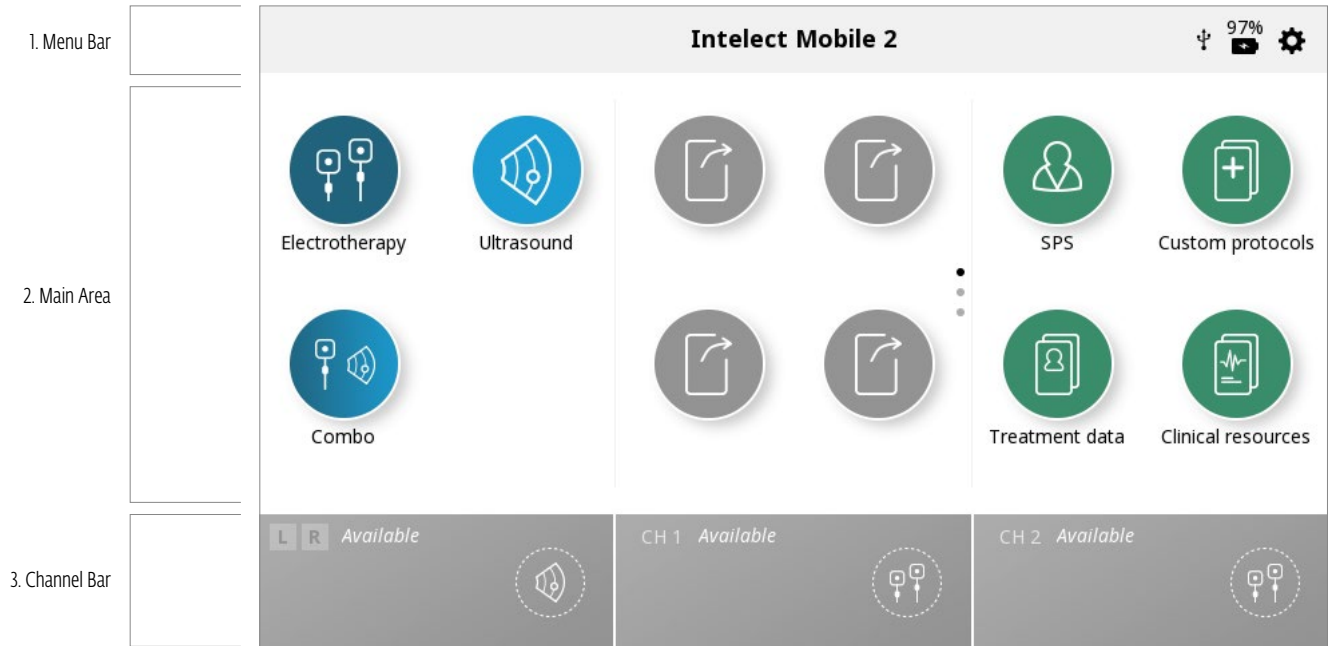 1. Menu Bar
Intelect Mobile 2
97%
2. Main Area
Electrotherapy
Ultrasound
SPS
Custom protocols
Combo
Treatment data
Clinical resources
3. Channel Bar
L R Available
CH 1 Available
CH 2 Available